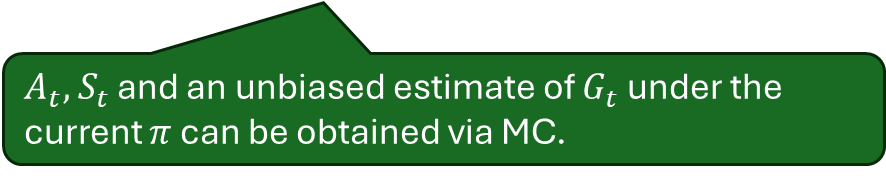 A_t, S_t and an unbiased estimate of G_t under the
current π can be obtained via MC.